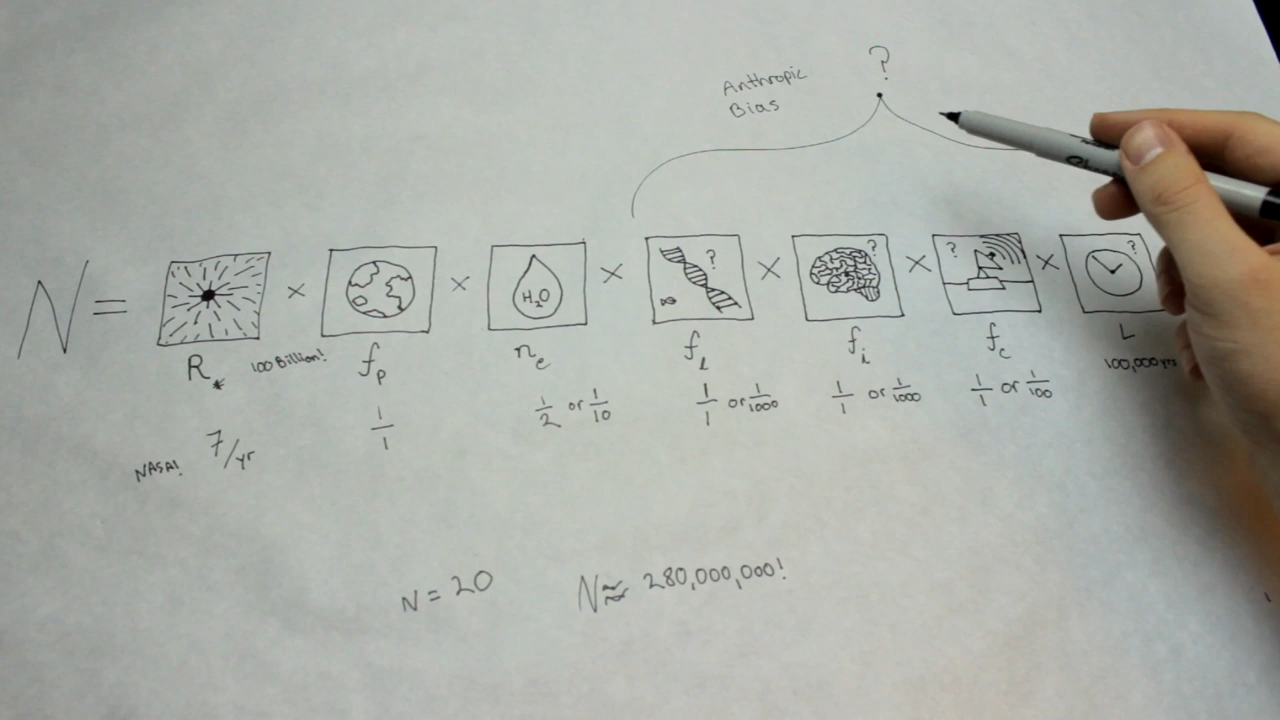 ?
Anthropic
Bias
N = R* × fp × H₂O ne × ? fl × ? fi × ? fc × ? L
100 Billion!
100,000 yrs
NASA! 7/yr
1/1
1/2 or 1/10
1/1 or 1/1000
1/1 or 1/1000
1/1 or 1/100
N = 20
N ≈ 280,000,000!